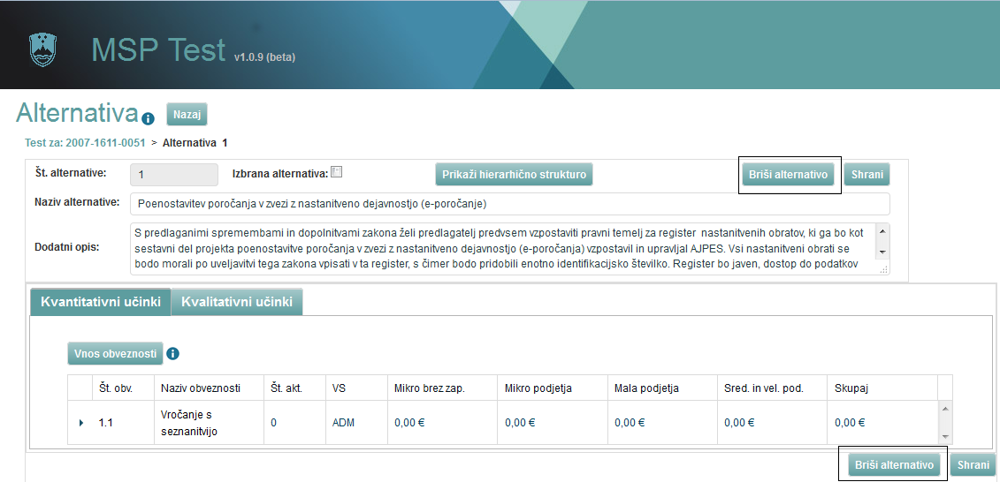 MSP Test v1.0.9 (beta)
Alternativa Nazaj
Test za: 2007-1611-0051 > Alternativa 1
Št. alternative: 1 Izbrana alternativa: Prikaži hierarhično strukturo Briši alternativo Shrani
Naziv alternative: Poenostavitev poročanja v zvezi z nastanitveno dejavnostjo (e-poročanje)
Dodatni opis:
S predlaganimi spremembami in dopolnitvami zakona želi predlagatelj predvsem vzpostaviti pravni temelj za register nastanitvenih obratov, ki ga bo kot
sestavni del projekta poenostavitve poročanja v zvezi z nastanitveno dejavnostjo (e-poročanja) vzpostavil in upravljal AJPES. Vsi nastanitveni obrati se
bodo morali po uveljavitvi tega zakona vpisati v ta register, s čimer bodo pridobili enotno identifikacijsko številko. Register bo javen, dostop do podatkov
Kvantitativni učinki Kvalitativni učinki
Vnos obveznosti
Št. obv. Naziv obveznosti Št. akt. VS Mikro brez zap. Mikro podjetja Mala podjetja Sred. in vel. pod. Skupaj
1.1 Vročanje s seznanitvijo 0 ADM 0,00 € 0,00 € 0,00 € 0,00 € 0,00 €
Briši alternativo Shrani